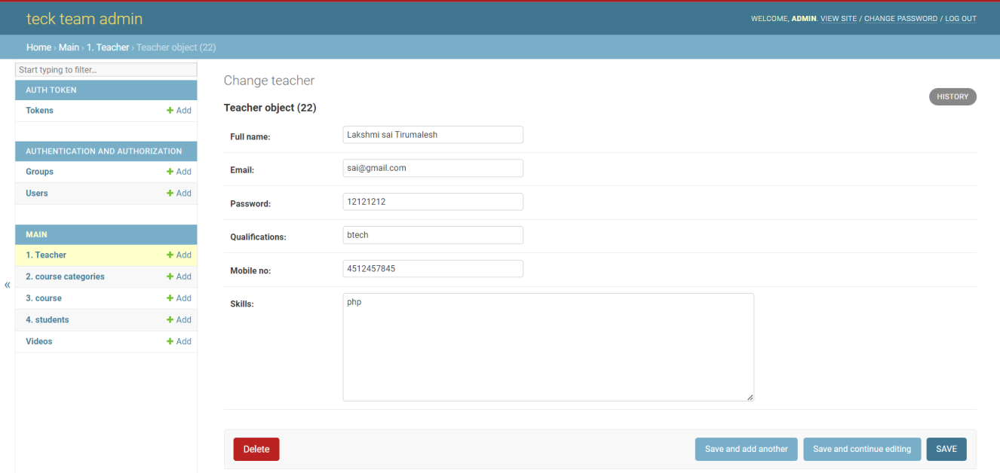 teck team admin
WELCOME, ADMIN. VIEW SITE / CHANGE PASSWORD / LOG OUT
Home › Main › 1. Teacher › Teacher object (22)
Start typing to filter...
AUTH TOKEN
Tokens + Add
AUTHENTICATION AND AUTHORIZATION
Groups + Add
Users + Add
MAIN
1. Teacher + Add
2. course categories + Add
3. course + Add
4. students + Add
Videos + Add
«
Change teacher
HISTORY
Teacher object (22)
Full name: Lakshmi sai Tirumalesh
Email: sai@gmail.com
Password: 12121212
Qualifications: btech
Mobile no: 4512457845
Skills: php
Delete Save and add another Save and continue editing SAVE